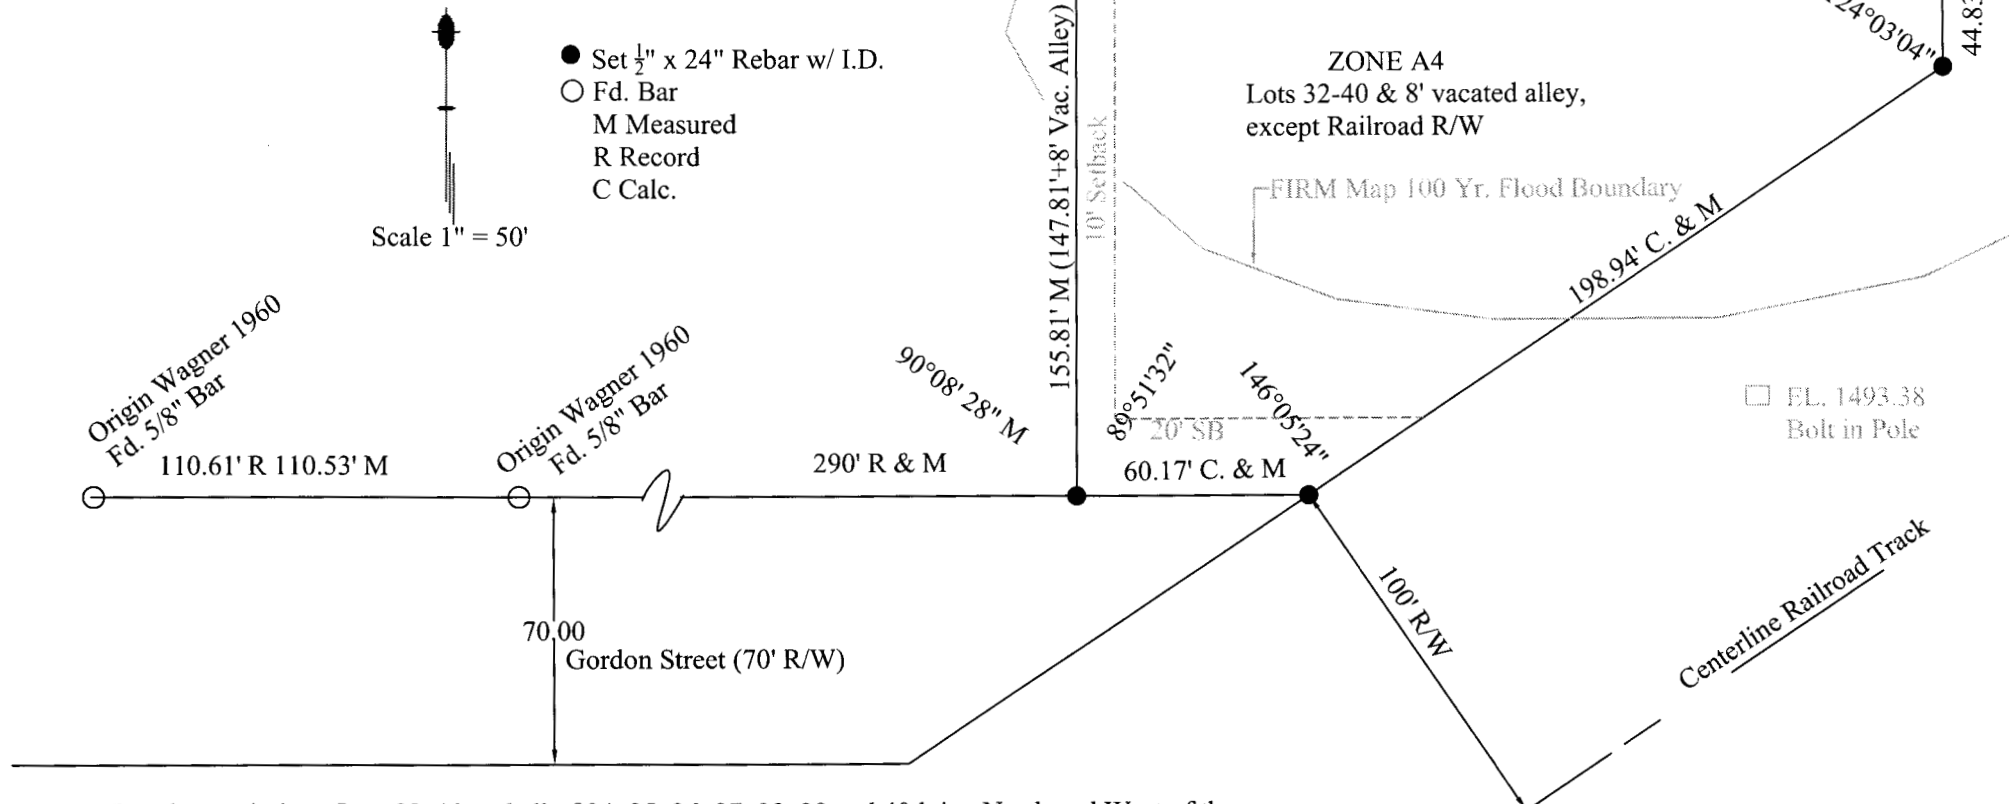 Set ½" x 24" Rebar w/ I.D.
Fd. Bar
M Measured
R Record
C Calc.
Scale 1" = 50'
ZONE A4
Lots 32-40 & 8' vacated alley,
except Railroad R/W
24°03'04"
44.83
155.81' M (147.81'+8' Vac. Alley)
10' Setback
FIRM Map 100 Yr. Flood Boundary
198.94' C. & M
Origin Wagner 1960
Fd. 5/8" Bar
Origin Wagner 1960
Fd. 5/8" Bar
90°08' 28" M
89°51'32"
146°05'24"
20' SB
EL. 1493.38
Bolt in Pole
110.61' R 110.53' M
290' R & M
60.17' C. & M
100' R/W
Centerline Railroad Track
70.00
Gordon Street (70' R/W)